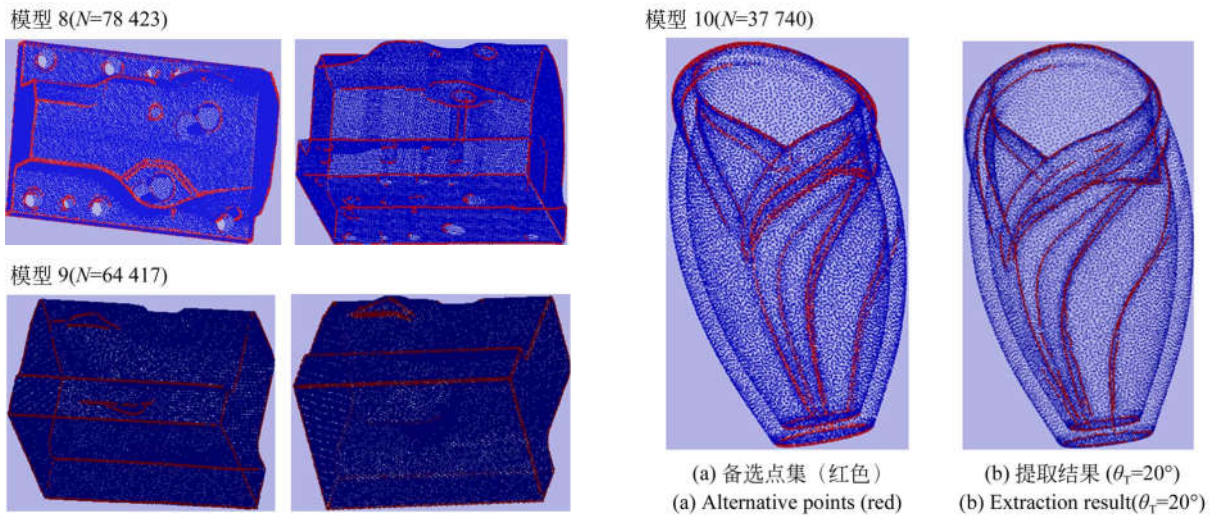 模型 8(N=78 423)
模型 9(N=64 417)
模型 10(N=37 740)
(a) 备选点集（红色）
(a) Alternative points (red)
(b) 提取结果 (θT=20°)
(b) Extraction result(θT=20°)